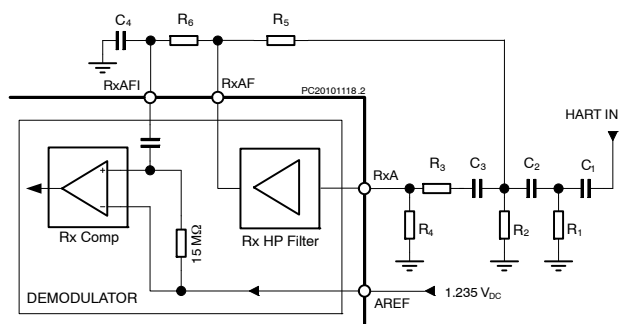 C4
R6
R5
RxAFI
RxAF
PC20101118 .2
HART IN
RxA
R3
C3
C2
C1
+
−
Rx Comp
15 MΩ
Rx HP Filter
R4
R2
R1
DEMODULATOR
AREF
1.235 VDC